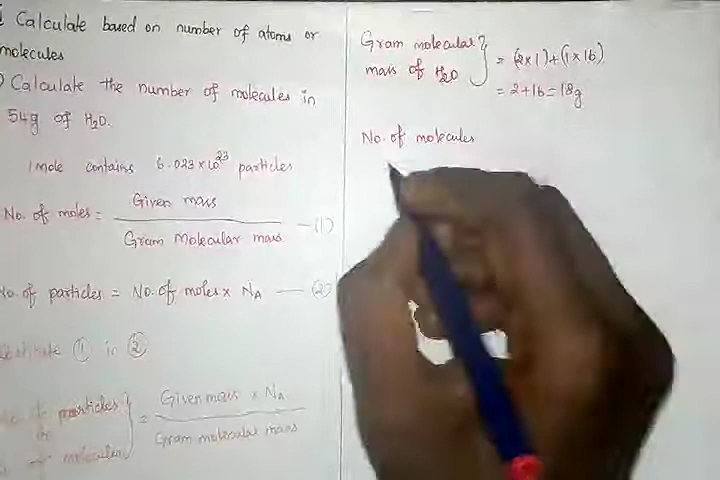 Calculate based on number of atoms or
molecules
) Calculate the number of molecules in
54g of H₂O.
1 mole contains 6.023 x 10²³ particles
No. of moles = Given mass
Gram Molecular mass — (1)
No. of particles = No. of moles x NA — (2)
Substitute (1) in (2)
particles } = Given mass x NA
molecules Gram molecular mass
Gram molecular } = (2x1)+(1x16)
mass of H₂O
= 2+16 = 18g
No. of molecules